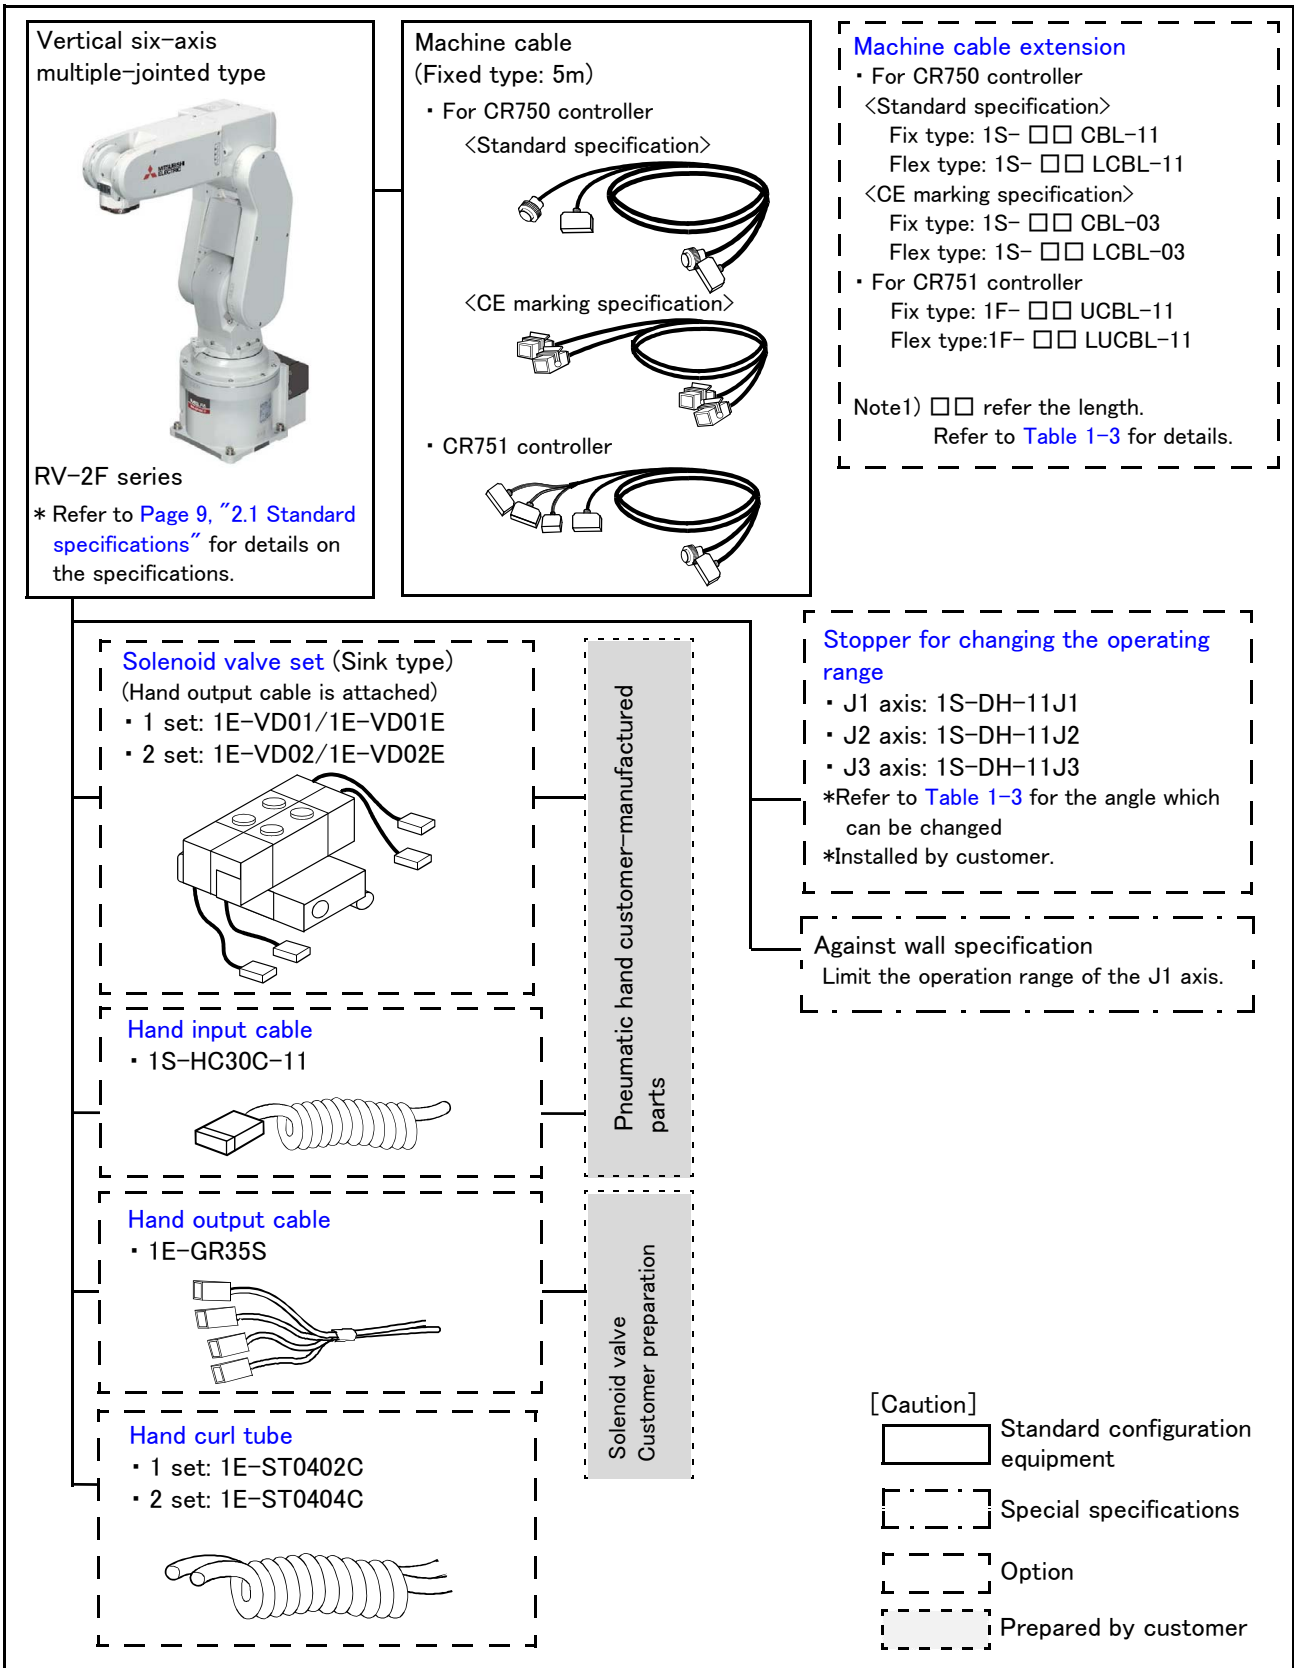 Vertical six-axis
multiple-jointed type
MITSUBISHI
ELECTRIC
RV-2F series
* Refer to Page 9, "2.1 Standard
specifications" for details on
the specifications.
Machine cable
(Fixed type: 5m)
・For CR750 controller
<Standard specification>
<CE marking specification>
・CR751 controller
Machine cable extension
・For CR750 controller
<Standard specification>
Fix type: 1S- □□ CBL-11
Flex type: 1S- □□ LCBL-11
<CE marking specification>
Fix type: 1S- □□ CBL-03
Flex type: 1S- □□ LCBL-03
・For CR751 controller
Fix type: 1F- □□ UCBL-11
Flex type:1F- □□ LUCBL-11
Note1) □□ refer the length.
Refer to Table 1-3 for details.
Solenoid valve set (Sink type)
(Hand output cable is attached)
・1 set: 1E-VD01/1E-VD01E
・2 set: 1E-VD02/1E-VD02E
Hand input cable
・1S-HC30C-11
Hand output cable
・1E-GR35S
Hand curl tube
・1 set: 1E-ST0402C
・2 set: 1E-ST0404C
Pneumatic hand customer-manufactured
parts
Solenoid valve
Customer preparation
Stopper for changing the operating
range
・J1 axis: 1S-DH-11J1
・J2 axis: 1S-DH-11J2
・J3 axis: 1S-DH-11J3
*Refer to Table 1-3 for the angle which
can be changed
*Installed by customer.
Against wall specification
Limit the operation range of the J1 axis.
[Caution]
Standard configuration
equipment
Special specifications
Option
Prepared by customer